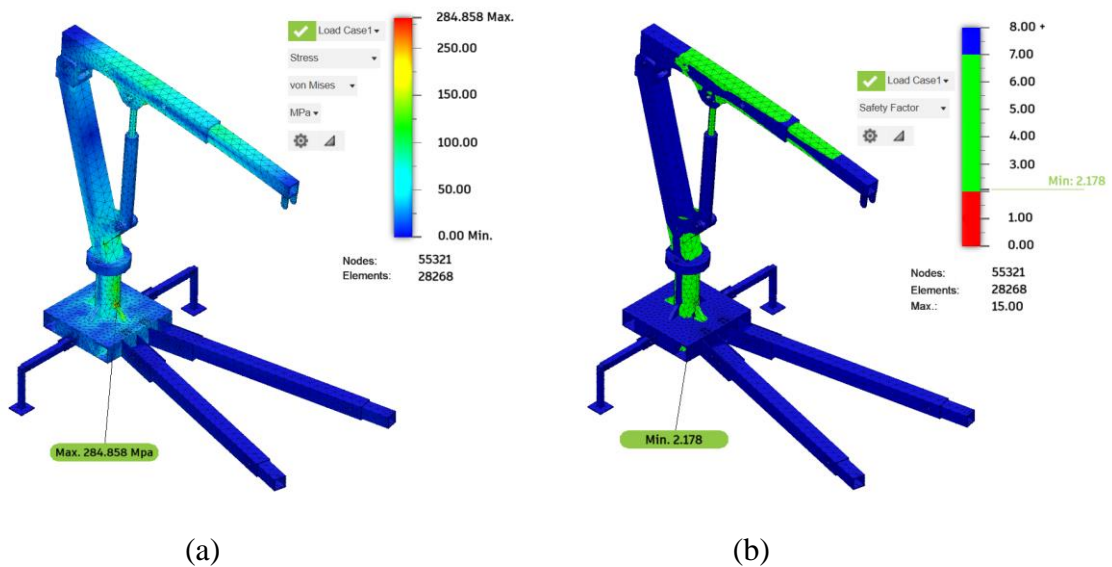 284.858 Max.
Load Case1
250.00
Stress
von Mises
150.00
MPa
100.00
50.00
0.00 Min.
Nodes: 55321
Elements: 28268
Max. 284.858 Mpa
(a)
8.00 +
7.00
Load Case1
6.00
Safety Factor
5.00
4.00
3.00
Min: 2.178
1.00
0.00
Nodes: 55321
Elements: 28268
Max.: 15.00
Min. 2.178
(b)